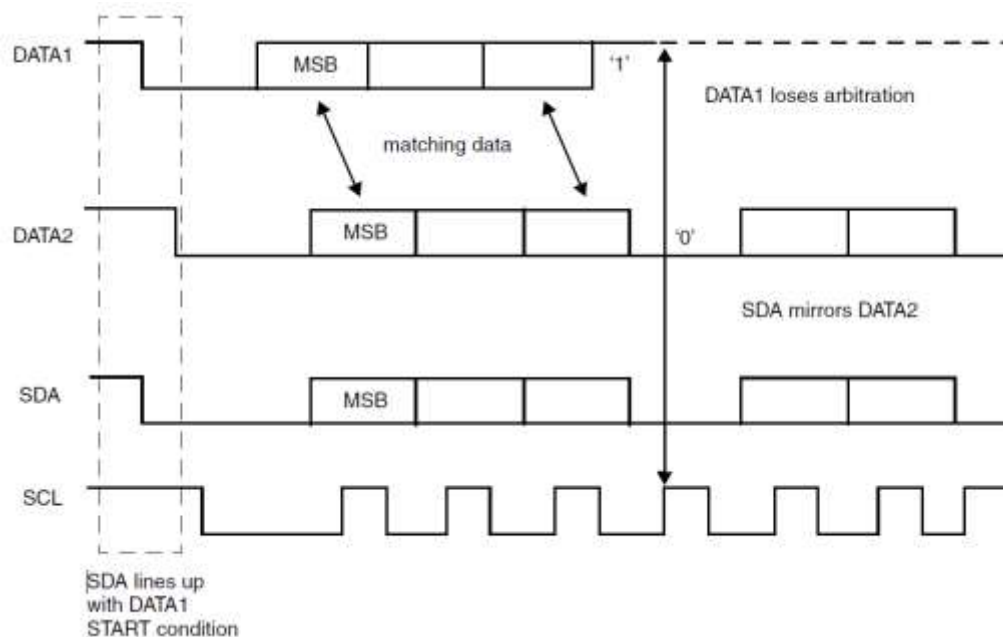 DATA1
MSB
‘1’
DATA1 loses arbitration
matching data
DATA2
MSB
‘0’
SDA mirrors DATA2
SDA
MSB
SCL
SDA lines up
with DATA1
START condition